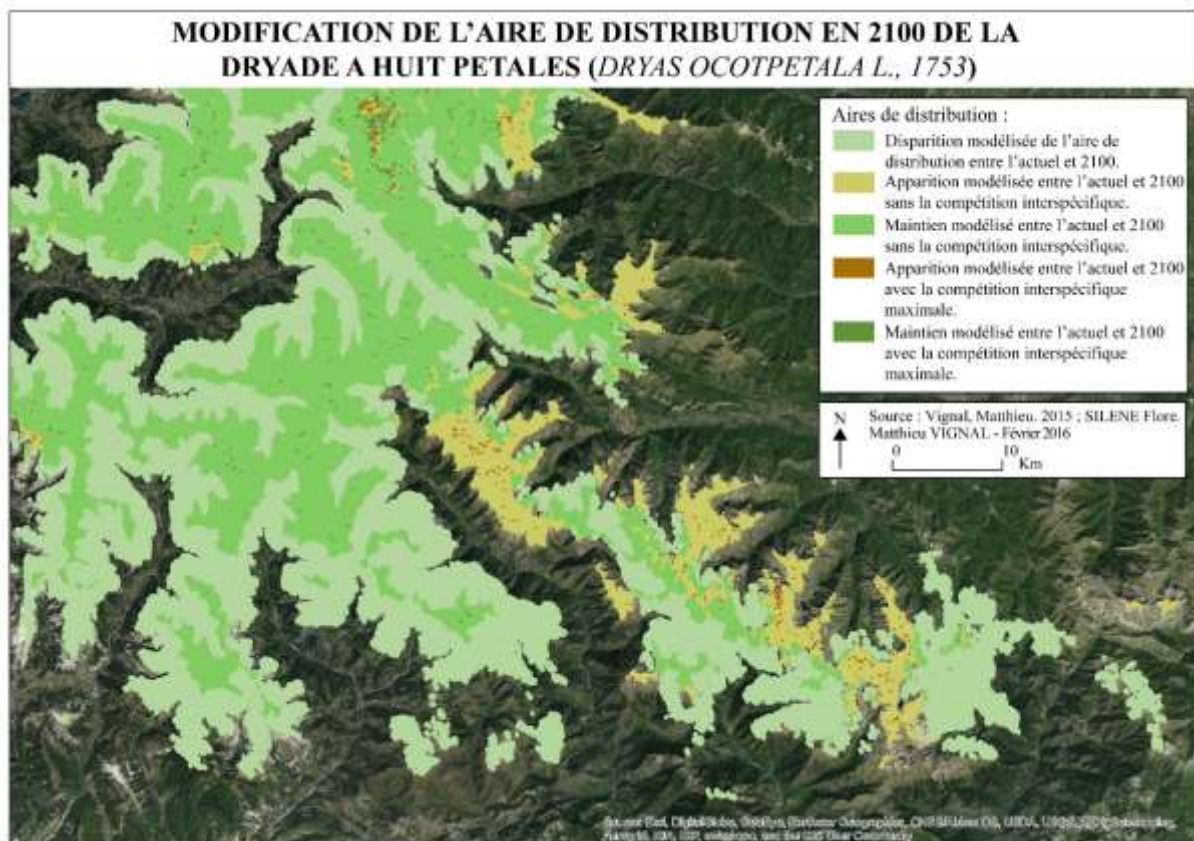 MODIFICATION DE L’AIRE DE DISTRIBUTION EN 2100 DE LA
DRYADE A HUIT PETALES (DRYAS OCOTPETALA L., 1753)
Aires de distribution :
Disparition modélisée de l’aire de
distribution entre l’actuel et 2100.
Apparition modélisée entre l’actuel et 2100
sans la compétition interspécifique.
Maintien modélisé entre l’actuel et 2100
sans la compétition interspécifique.
Apparition modélisée entre l’actuel et 2100
avec la compétition interspécifique
maximale.
Maintien modélisé entre l’actuel et 2100
avec la compétition interspécifique
maximale.
N
Source : Vignal, Matthieu. 2015 ; SILENE Flore.
Matthieu VIGNAL - Février 2016
0 10
Km